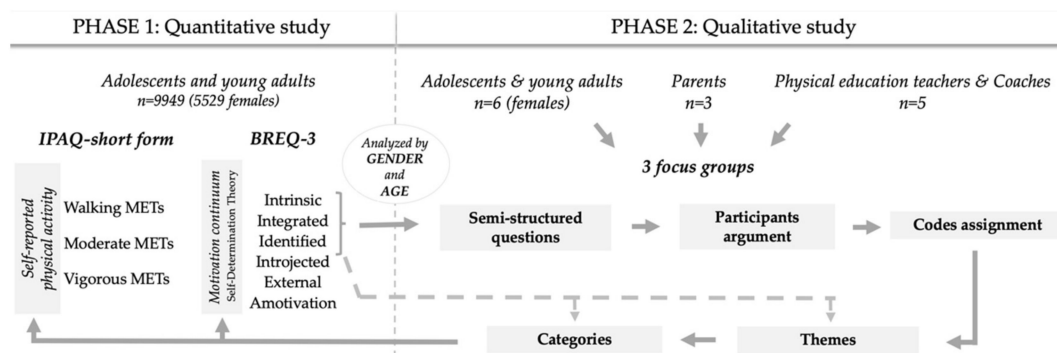 PHASE 1: Quantitative study
PHASE 2: Qualitative study
Adolescents and young adults
n=9949 (5529 females)
IPAQ-short form
BREQ-3
Self-reported
physical activity
Walking METs
Moderate METs
Vigorous METs
Motivation continuum
Self-Determination Theory
Intrinsic
Integrated
Identified
Introjected
External
Amotivation
Analyzed by
GENDER
and
AGE
Adolescents & young adults
n=6 (females)
Parents
n=3
Physical education teachers & Coaches
n=5
3 focus groups
Semi-structured
questions
Participants
argument
Codes assignment
Categories
Themes